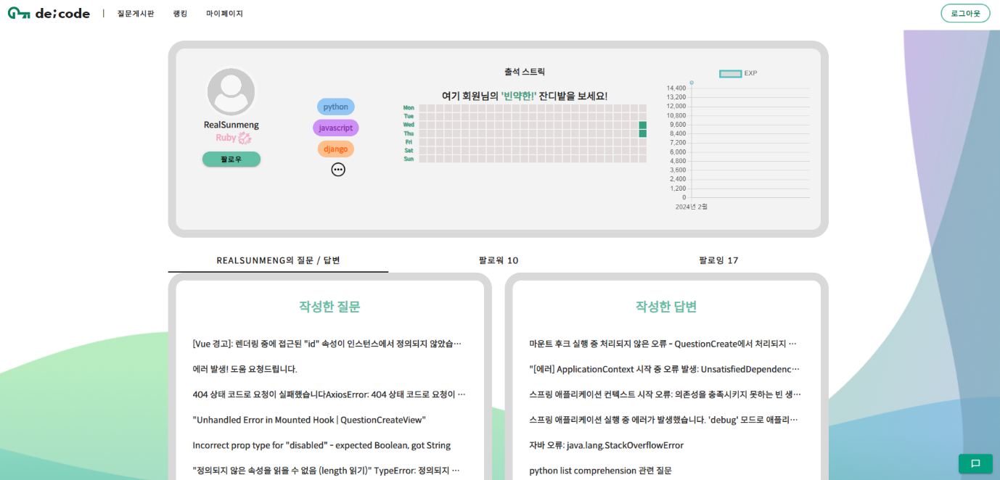 de;code | 질문게시판 랭킹 마이페이지 로그아웃
RealSunmeng
Ruby
팔로우
python
javascript
django
출석 스트릭
여기 회원님의 '빈약한!' 잔디밭을 보세요!
Mon
Tue
Wed
Thu
Fri
Sat
Sun
EXP
14,400
13,200
12,000
10,800
9,600
8,400
7,200
6,000
4,800
3,600
2,400
1,200
0
2024년 2월
REALSUNMENG의 질문 / 답변
팔로워 10
팔로잉 17
작성한 질문
[Vue 경고]: 렌더링 중에 접근된 "id" 속성이 인스턴스에서 정의되지 않았습…
에러 발생! 도움 요청드립니다.
404 상태 코드로 요청이 실패했습니다AxiosError: 404 상태 코드로 요청이 …
"Unhandled Error in Mounted Hook | QuestionCreateView"
Incorrect prop type for "disabled" - expected Boolean, got String
"정의되지 않은 속성을 읽을 수 없음 (length 읽기)" TypeError: 정의되지 …
작성한 답변
마운트 후크 실행 중 처리되지 않은 오류 - QuestionCreate에서 처리되지 …
"[에러] ApplicationContext 시작 중 오류 발생: UnsatisfiedDependenc…
스프링 애플리케이션 컨텍스트 시작 오류: 의존성을 충족시키지 못하는 빈 생…
스프링 애플리케이션 실행 중 에러가 발생했습니다. 'debug' 모드로 애플리…
자바 오류: java.lang.StackOverflowError
python list comprehension 관련 질문